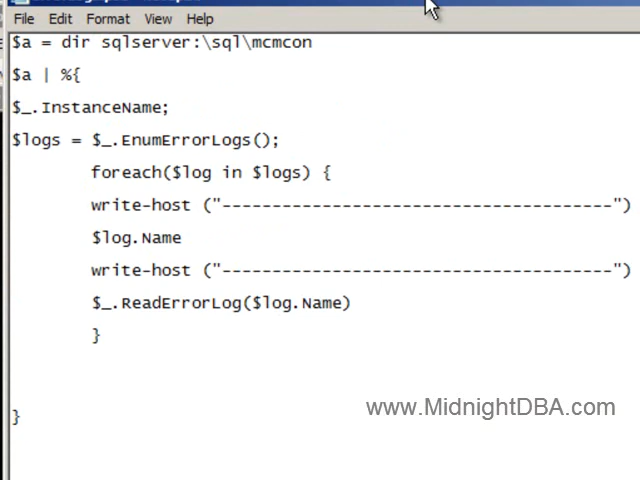 File Edit Format View Help
$a = dir sqlserver:\sql\mcmcon
$a | %{
$_.InstanceName;
$logs = $_.EnumErrorLogs();
foreach($log in $logs) {
write-host ("---------------------------------------")
$log.Name
write-host ("---------------------------------------")
$_.ReadErrorLog($log.Name)
}
www.MidnightDBA.com
}